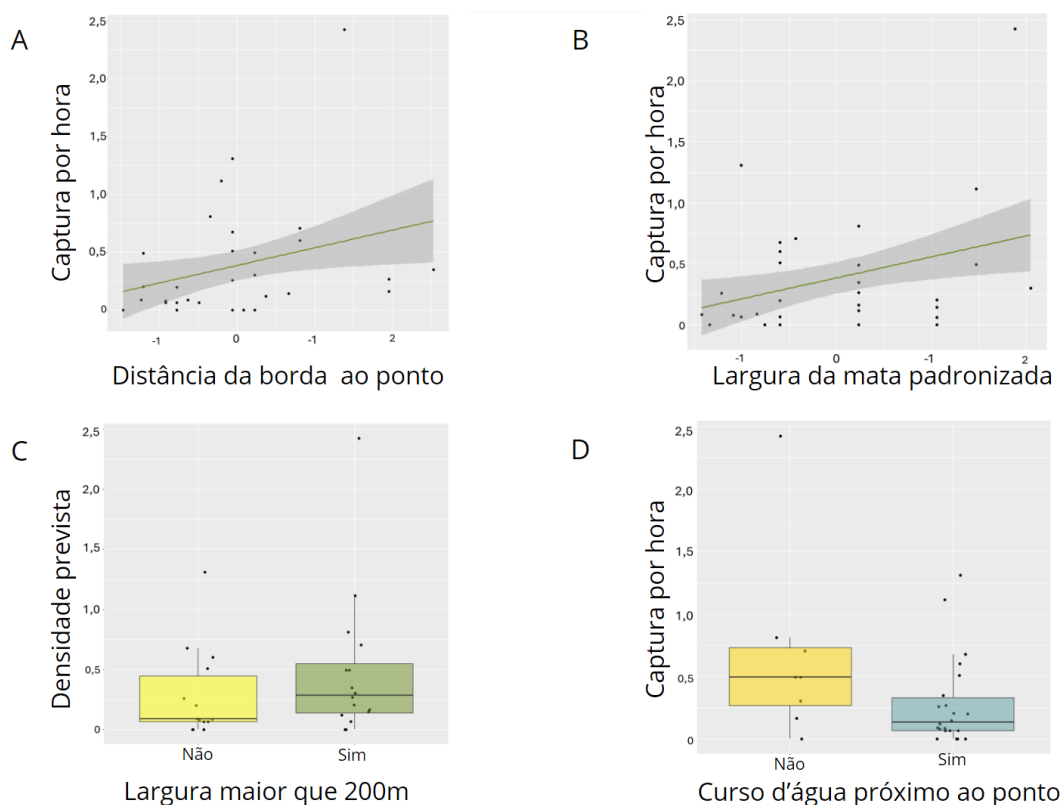 A
Captura por hora
2,5
2,0
1,5
1,0
0,5
0
-1
0
-1
2
Distância da borda ao ponto
B
Captura por hora
2,5
2,0
1,5
1,0
0,5
0
-1
0
-1
2
Largura da mata padronizada
C
Densidade prevista
2,5
2,0
1,5
1,0
0,5
0
Não
Sim
Largura maior que 200m
D
Captura por hora
2,5
2,0
1,5
1,0
0,5
0
Não
Sim
Curso d'água próximo ao ponto